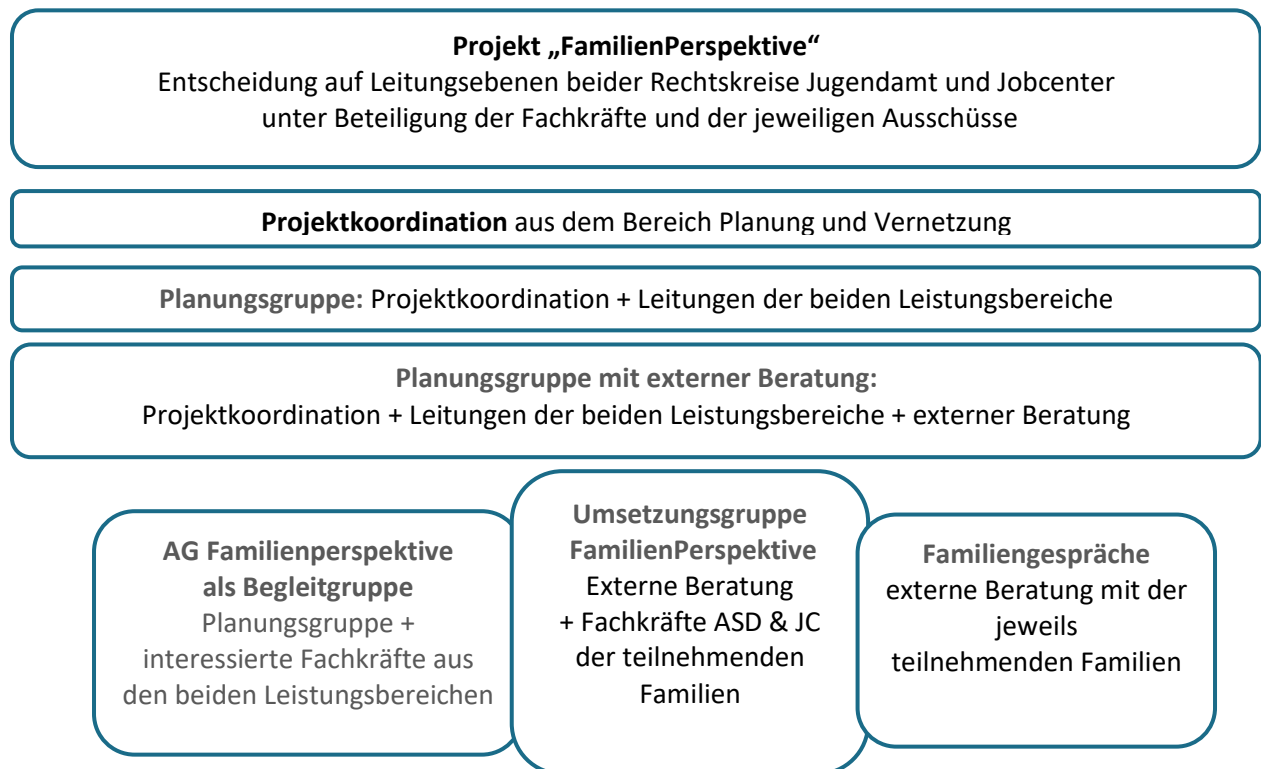 Projekt „FamilienPerspektive“
Entscheidung auf Leitungsebenen beider Rechtskreise Jugendamt und Jobcenter
unter Beteiligung der Fachkräfte und der jeweiligen Ausschüsse
Projektkoordination aus dem Bereich Planung und Vernetzung
Planungsgruppe: Projektkoordination + Leitungen der beiden Leistungsbereiche
Planungsgruppe mit externer Beratung:
Projektkoordination + Leitungen der beiden Leistungsbereiche + externer Beratung
AG Familienperspektive
als Begleitgruppe
Planungsgruppe +
interessierte Fachkräfte aus
den beiden Leistungsbereichen
Umsetzungsgruppe
FamilienPerspektive
Externe Beratung
+ Fachkräfte ASD & JC
der teilnehmenden
Familien
Familiengespräche
externe Beratung mit der
jeweils
teilnehmenden Familien